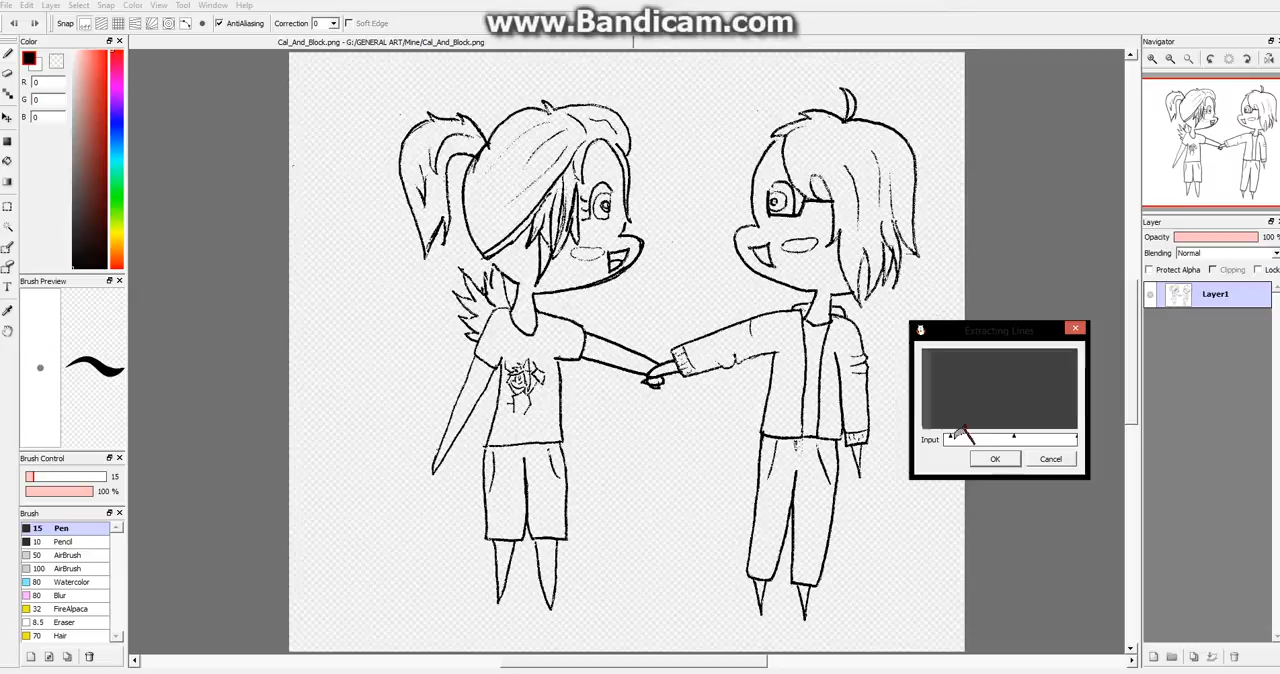 www.Bandicam.com
File Edit Layer Select Snap Color View Tool Window Help
Snap AntiAliasing Correction 0 Soft Edge
Cal_And_Block.png - G:/GENERAL ART/Mine/Cal_And_Block.png
Color
R 0
G 0
B 0
Brush Preview
Brush Control
15
100 %
Brush
15 Pen
10 Pencil
50 AirBrush
100 AirBrush
80 Watercolor
80 Blur
32 FireAlpaca
8.5 Eraser
70 Hair
Extracting Lines
Input
OK Cancel
Navigator
Layer
Opacity 100 %
Blending Normal
Protect Alpha Clipping Lock
Layer1